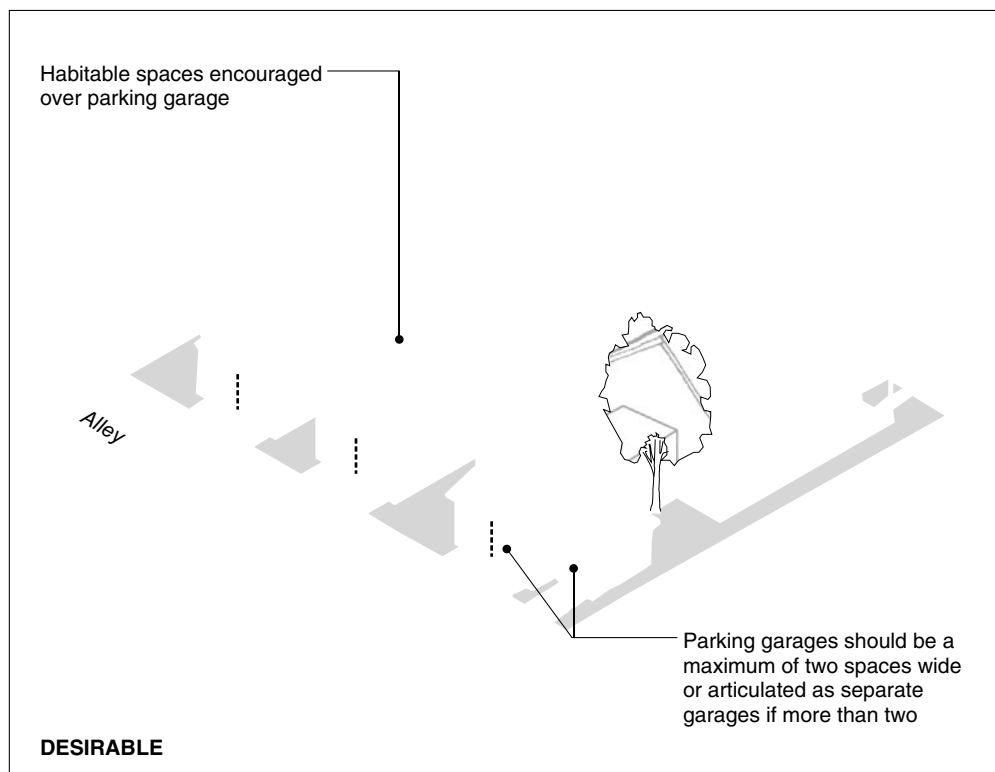 Habitable spaces encouraged
over parking garage
Alley
Parking garages should be a
maximum of two spaces wide
or articulated as separate
garages if more than two
DESIRABLE